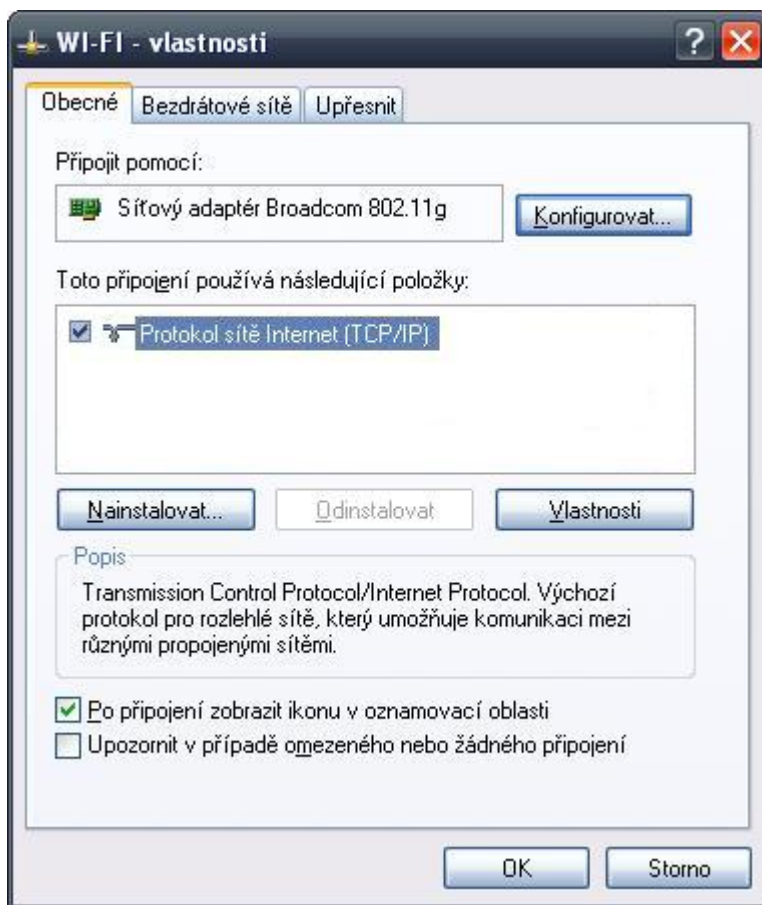 WI-FI - vlastnosti
Obecné Bezdrátové sítě Upřesnit
Připojit pomocí:
Síťový adaptér Broadcom 802.11g
Konfigurovat...
Toto připojení používá následující položky:
Protokol sítě Internet (TCP/IP)
Nainstalovat... Odinstalovat Vlastnosti
Popis
Transmission Control Protocol/Internet Protocol. Výchozí
protokol pro rozlehlé sítě, který umožňuje komunikaci mezi
různými propojenými sítěmi.
Po připojení zobrazit ikonu v oznamovací oblasti
Upozornit v případě omezeného nebo žádného připojení
OK Storno